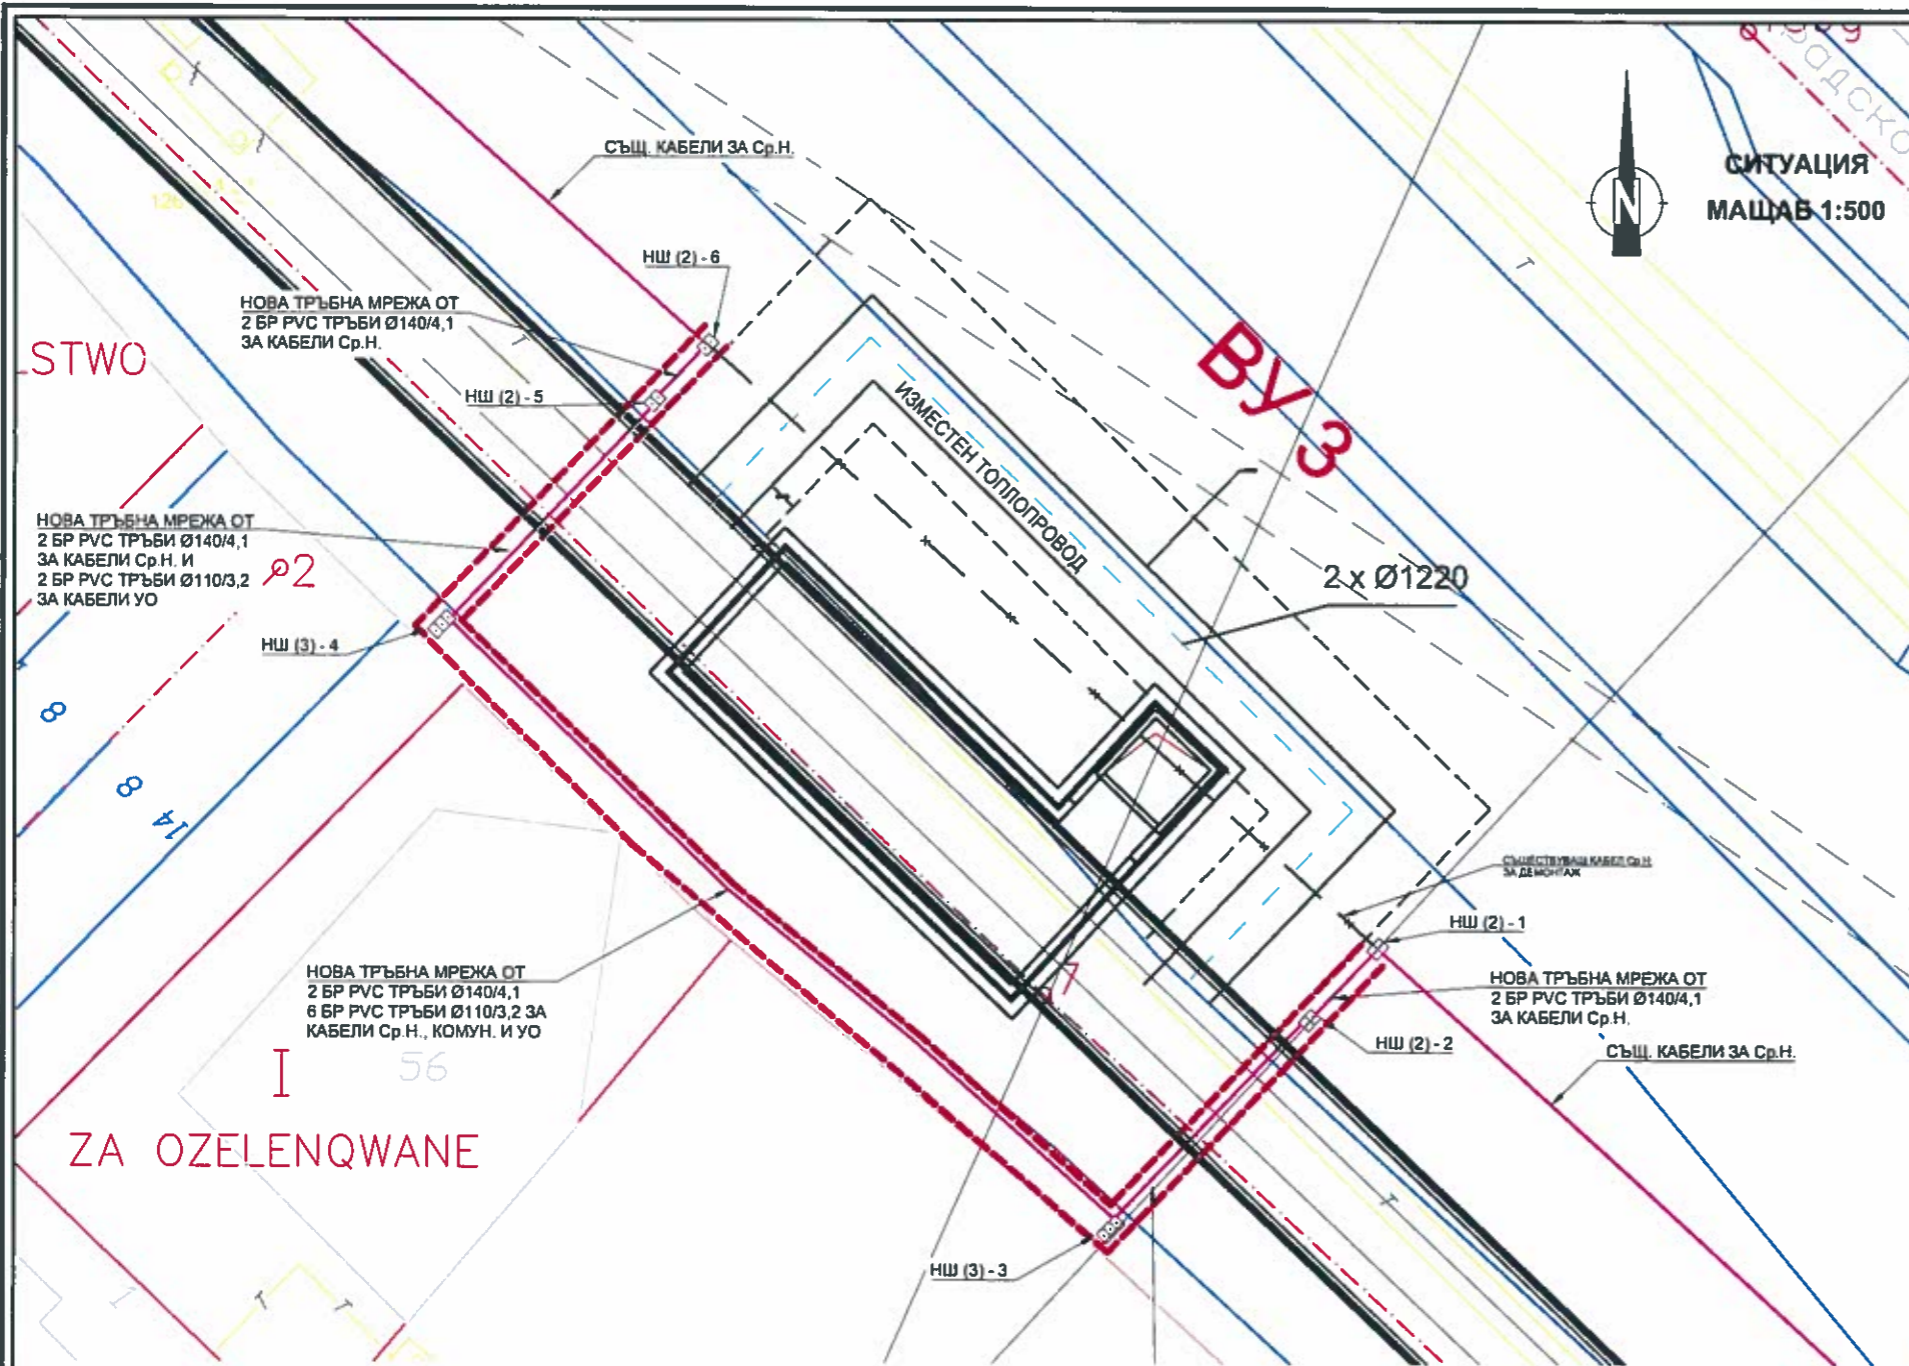 СИТУАЦИЯ
МАЩАБ 1:500
N
СЪЩ. КАБЕЛИ ЗА Ср.Н.
НШ (2) - 6
НОВА ТРЪБНА МРЕЖА ОТ
2 БР PVC ТРЪБИ Ø140/4,1
ЗА КАБЕЛИ Ср.Н.
STWO
НШ (2) - 5
ВУ 3
ИЗМЕСТЕН ТОПЛОПРОВОД
2 x Ø1220
НОВА ТРЪБНА МРЕЖА ОТ
2 БР PVC ТРЪБИ Ø140/4,1
ЗА КАБЕЛИ Ср.Н. И
2 БР PVC ТРЪБИ Ø110/3,2
ЗА КАБЕЛИ УО
2
НШ (3) - 4
8
8
14
СЪЩЕСТВУВАЩ КАБЕЛ Ср.Н.
ЗА ДЕМОНТАЖ
НШ (2) - 1
НОВА ТРЪБНА МРЕЖА ОТ
2 БР PVC ТРЪБИ Ø140/4,1
ЗА КАБЕЛИ Ср.Н.
НШ (2) - 2
СЪЩ. КАБЕЛИ ЗА Ср.Н.
НОВА ТРЪБНА МРЕЖА ОТ
2 БР PVC ТРЪБИ Ø140/4,1
6 БР PVC ТРЪБИ Ø110/3,2 ЗА
КАБЕЛИ Ср.Н., КОМУН. И УО
7
I
56
ZA OZELENQWANE
НШ (3) - 3